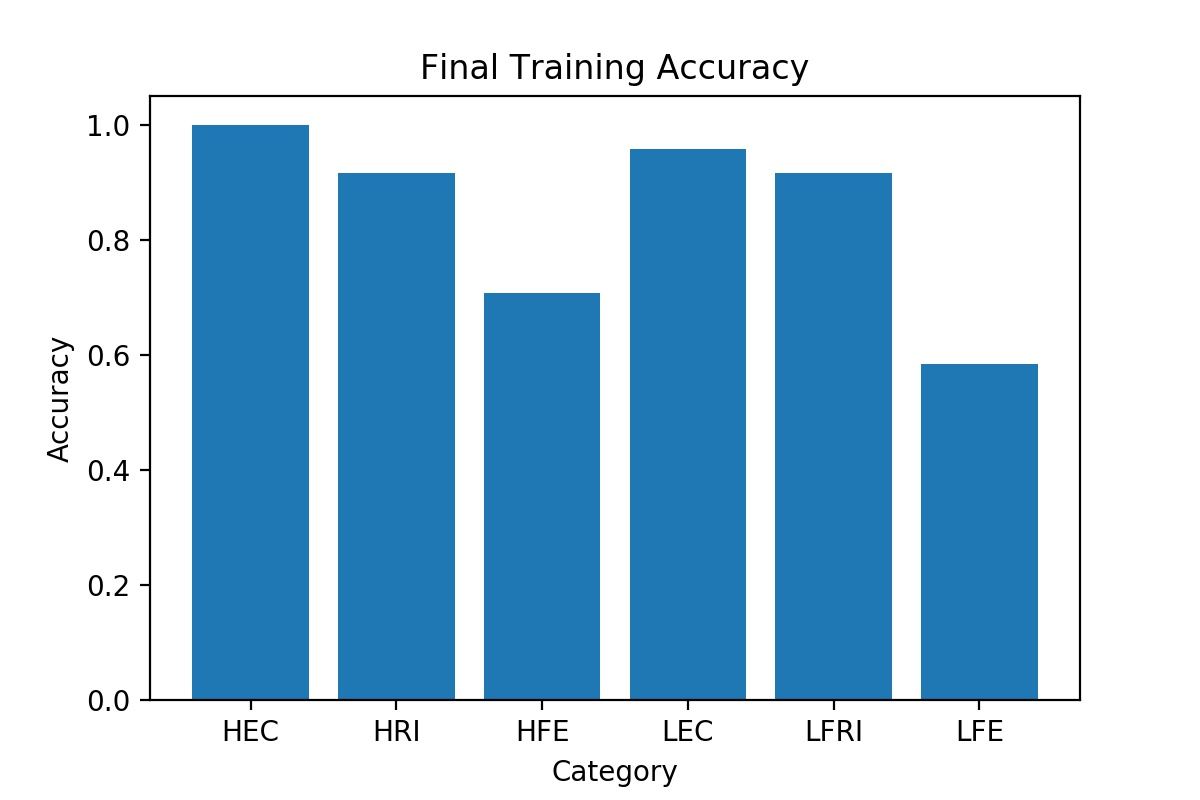 Final Training Accuracy
1.0
0.8
0.6
0.4
0.2
0.0
Accuracy
HEC HRI HFE LEC LFRI LFE
Category